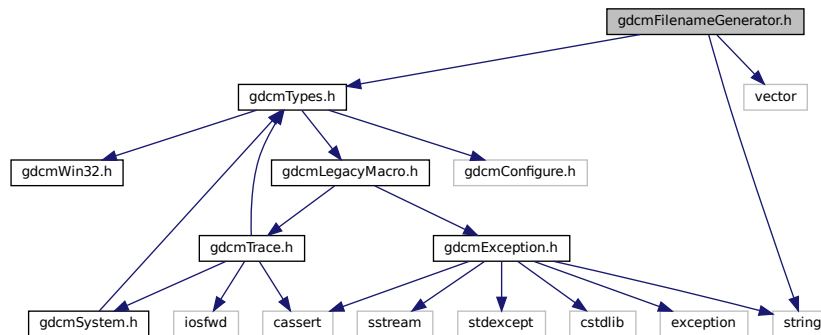 gdcmFilenameGenerator.h
gdcmTypes.h
vector
gdcmWin32.h
gdcmLegacyMacro.h
gdcmConfigure.h
gdcmTrace.h
gdcmException.h
gdcmSystem.h
iosfwd
cassert
sstream
stdexcept
cstdlib
exception
string